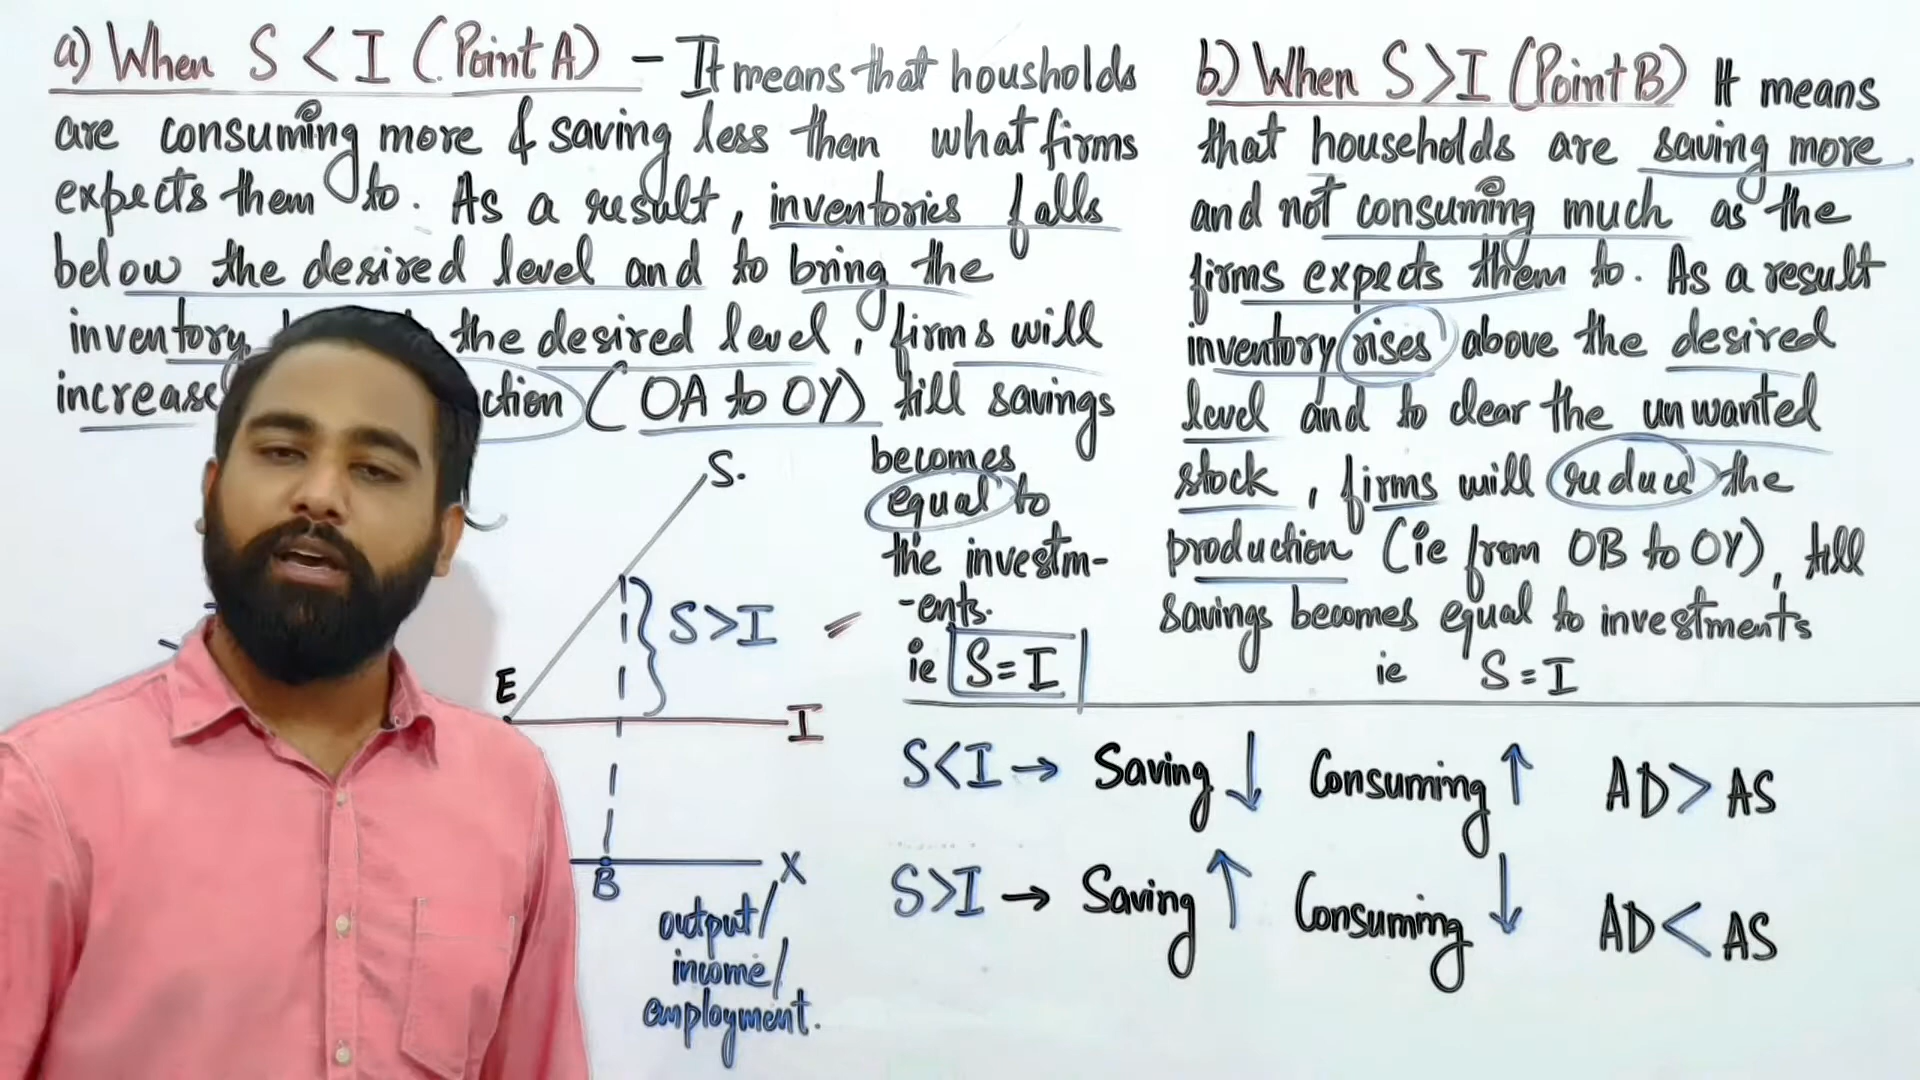 a) When S < I (Point A) - It means that housholds
are consuming more & saving less than what firms
expects them to. As a result, inventories falls
below the desired level and to bring the
inventory the desired level, firms will
increase ction (OA to OY) till savings
becomes
equal to
the investm-
-ents.
ie S=I
b) When S>I (Point B) It means
that households are saving more
and not consuming much as the
firms expects them to. As a result
inventory rises above the desired
level and to clear the unwanted
stock, firms will reduce the
production (ie from OB to OY), till
savings becomes equal to investments
ie S=I
S.
S>I
E
I
B
X
output/
income/
employment.
S<I → Saving ↓ Consuming ↑ AD > AS
S>I → Saving ↑ Consuming ↓ AD < AS